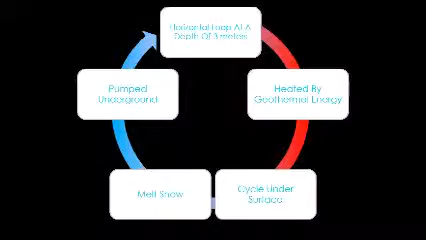 Horizontal Loop At A
Depth Of 3 meters
Heated By
Geothermal Energy
Cycle Under
Surface
Melt Snow
Pumped
Underground